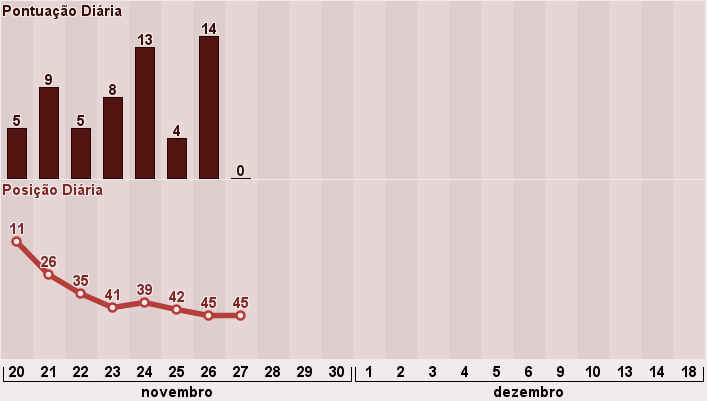 Pontuação Diária
5 9 5 8 13 4 14 0
Posição Diária
11 26 35 41 39 42 45 45
20 21 22 23 24 25 26 27 28 29 30 1 2 3 4 5 6 9 10 13 14 18
novembro dezembro